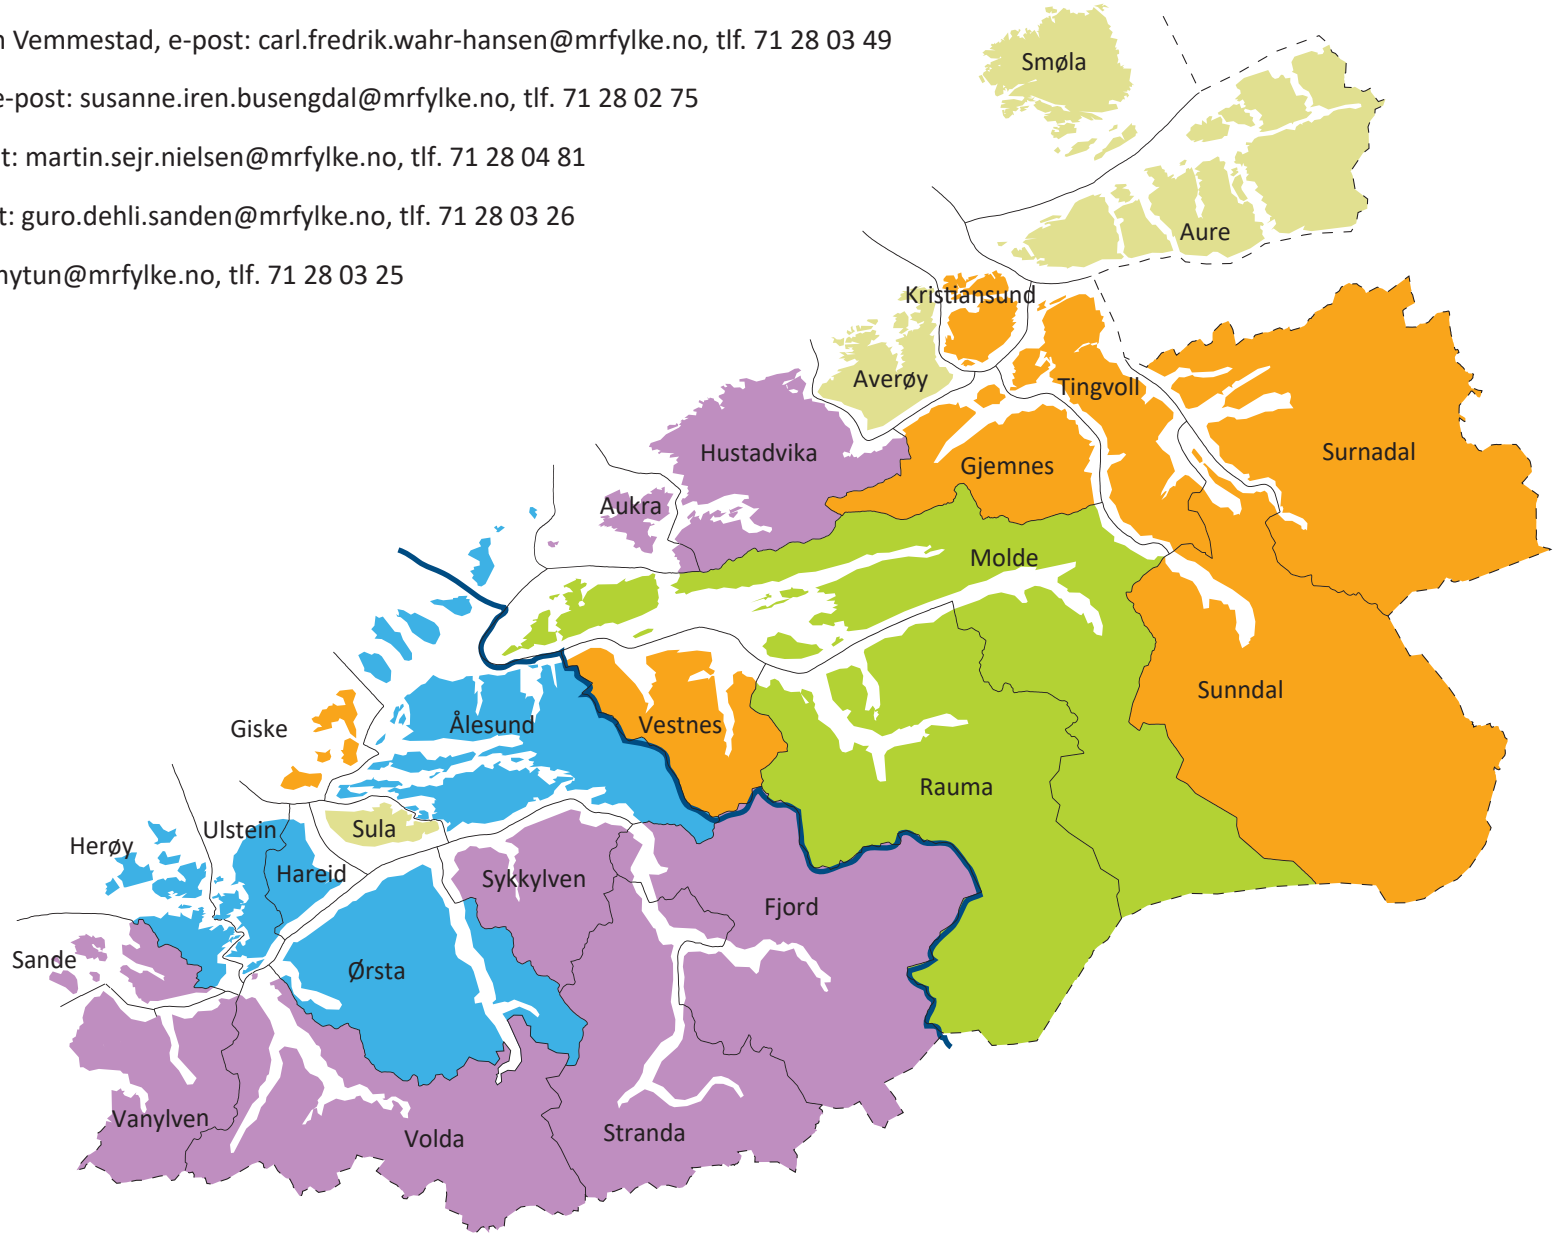 n Vemmestad, e-post: carl.fredrik.wahr-hansen@mrfylke.no, tlf. 71 28 03 49
e-post: susanne.iren.busengdal@mrfylke.no, tlf. 71 28 02 75
t: martin.sejr.nielsen@mrfylke.no, tlf. 71 28 04 81
t: guro.dehli.sanden@mrfylke.no, tlf. 71 28 03 26
nytun@mrfylke.no, tlf. 71 28 03 25
Smøla
Aure
Kristiansund
Averøy
Tingvoll
Hustadvika
Gjemnes
Surnadal
Aukra
Molde
Sunndal
Giske
Ålesund
Vestnes
Rauma
Ulstein
Sula
Herøy
Hareid
Sykkylven
Fjord
Sande
Ørsta
Vanylven
Volda
Stranda